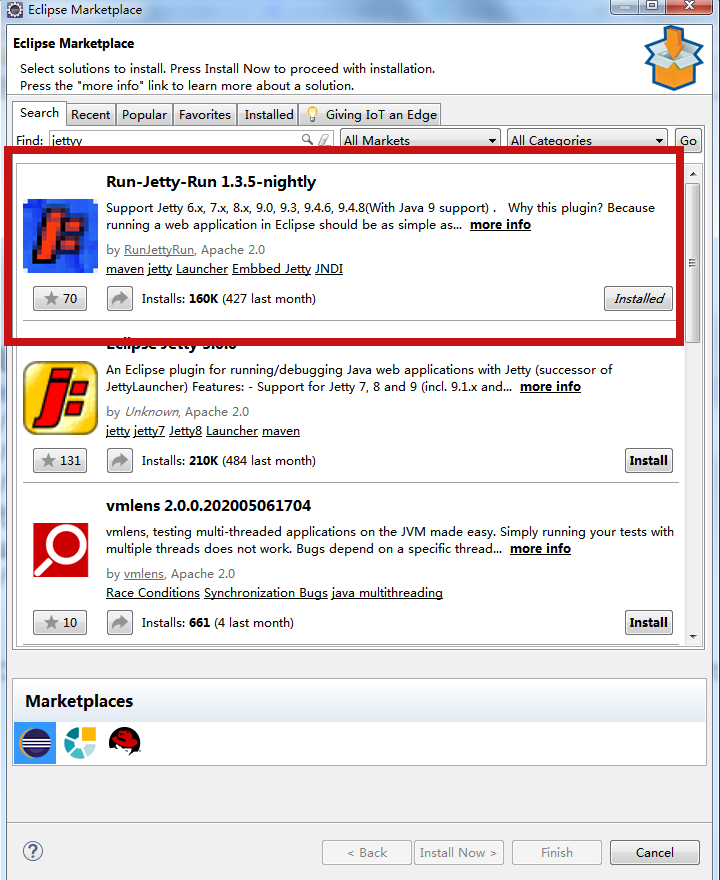 Eclipse Marketplace
Eclipse Marketplace
Select solutions to install. Press Install Now to proceed with installation.
Press the "more info" link to learn more about a solution.
Search Recent Popular Favorites Installed Giving IoT an Edge
Find: jettyy All Markets All Categories Go
Run-Jetty-Run 1.3.5-nightly
Support Jetty 6.x, 7.x, 8.x, 9.0, 9.3, 9.4.6, 9.4.8(With Java 9 support) . Why this plugin? Because
running a web application in Eclipse should be as simple as... more info
by RunJettyRun, Apache 2.0
maven jetty Launcher Embbed Jetty JNDI
70 Installs: 160K (427 last month) Installed
Eclipse Jetty 5.0.0
An Eclipse plugin for running/debugging Java web applications with Jetty (successor of
JettyLauncher) Features: - Support for Jetty 7, 8 and 9 (incl. 9.1.x and... more info
by Unknown, Apache 2.0
jetty jetty7 Jetty8 Launcher maven
131 Installs: 210K (484 last month) Install
vmlens 2.0.0.202005061704
vmlens, testing multi-threaded applications on the JVM made easy. Simply running your tests with
multiple threads does not work. Bugs depend on a specific thread... more info
by vmlens, Apache 2.0
Race Conditions Synchronization Bugs java multithreading
10 Installs: 661 (4 last month) Install
Marketplaces
< Back Install Now > Finish Cancel